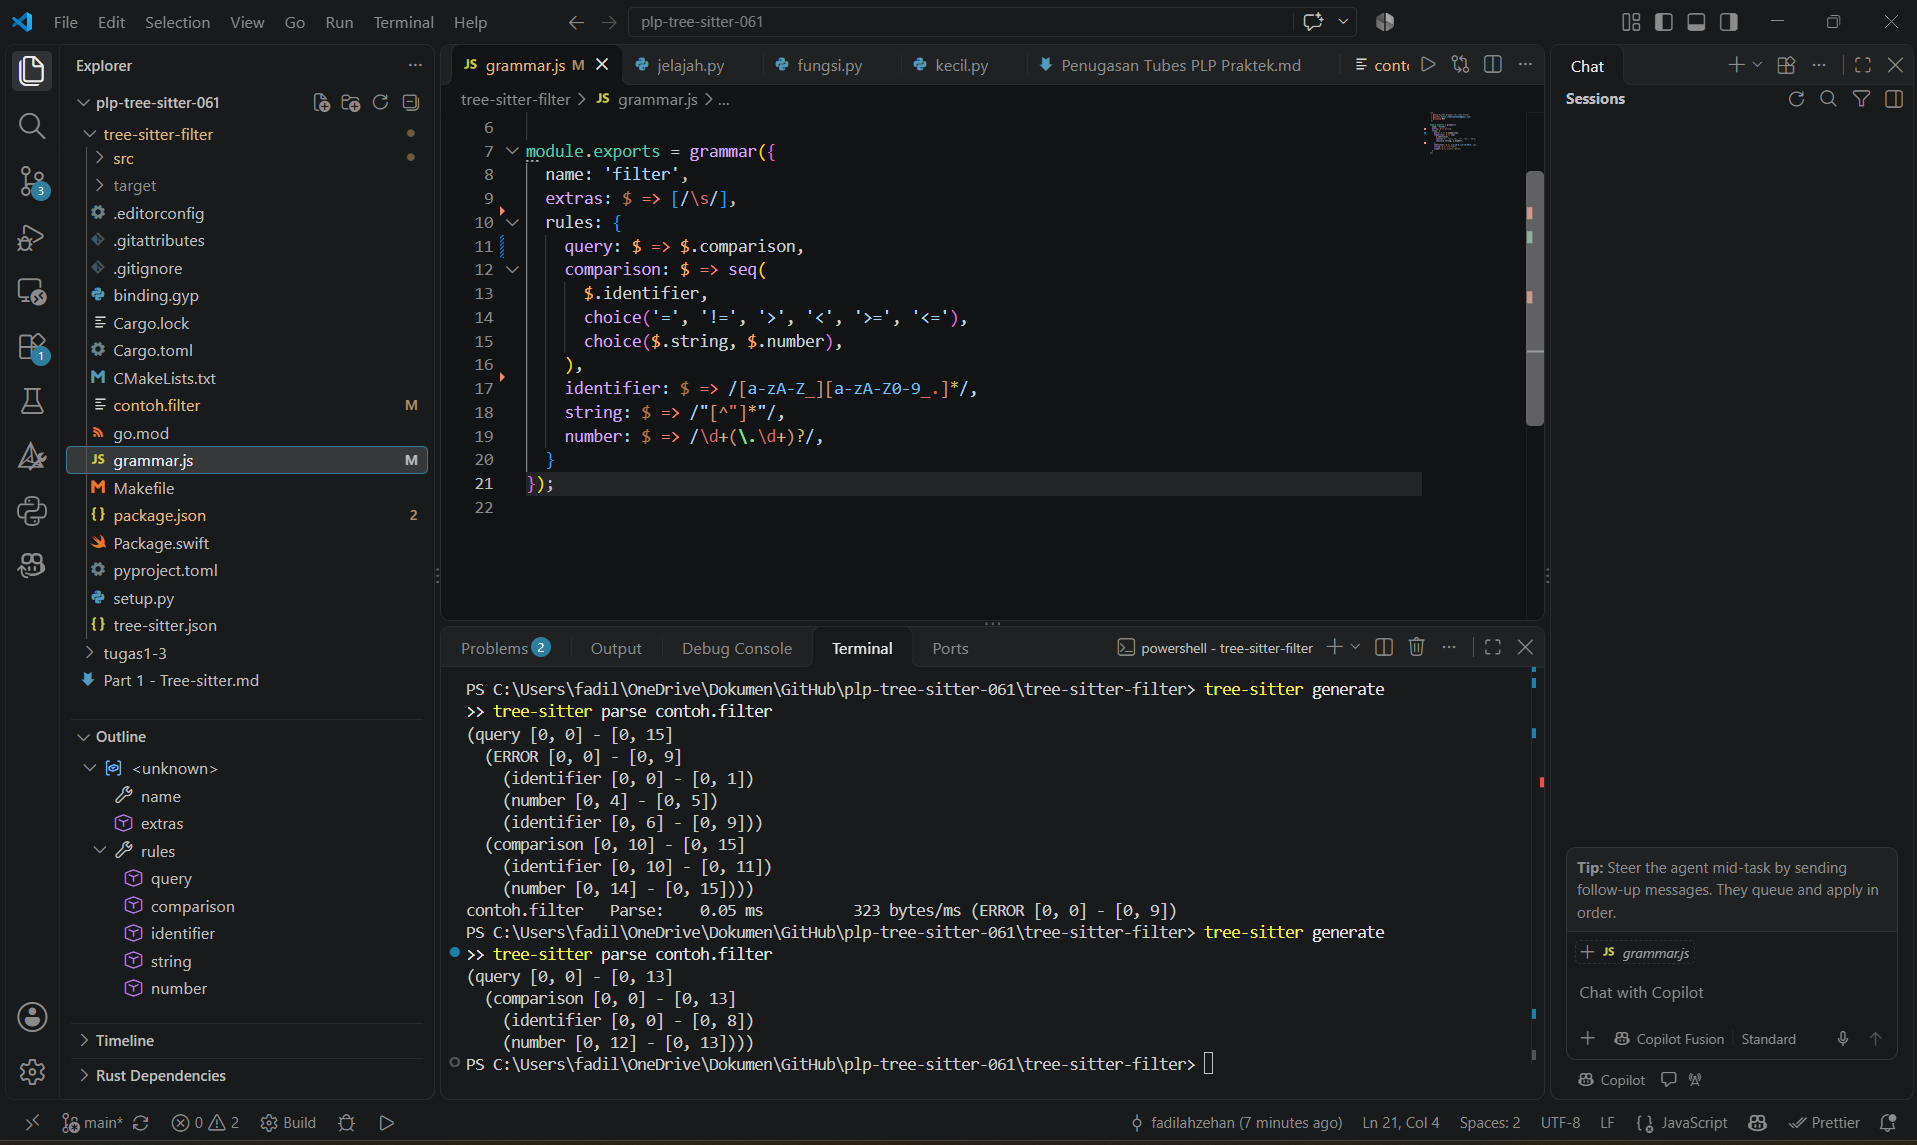 File Edit Selection View Go Run Terminal Help
plp-tree-sitter-061
Explorer
plp-tree-sitter-061
tree-sitter-filter
src
target
.editorconfig
.gitattributes
.gitignore
binding.gyp
Cargo.lock
Cargo.toml
CMakeLists.txt
contoh.filter M
go.mod
grammar.js M
Makefile
package.json 2
Package.swift
pyproject.toml
setup.py
tree-sitter.json
tugas1-3
Part 1 - Tree-sitter.md
Outline
<unknown>
name
extras
rules
query
comparison
identifier
string
number
Timeline
Rust Dependencies
3
1
grammar.js M jelajah.py fungsi.py kecil.py Penugasan Tubes PLP Praktek.md conto
tree-sitter-filter > grammar.js > ...
6
7 module.exports = grammar({
8 name: 'filter',
9 extras: $ => [/\s/],
10 rules: {
11 query: $ => $.comparison,
12 comparison: $ => seq(
13 $.identifier,
14 choice('=', '!=', '>', '<', '>=', '<='),
15 choice($.string, $.number),
16 ),
17 identifier: $ => /[a-zA-Z_][a-zA-Z0-9_.]*/,
18 string: $ => /"[^"]*"/,
19 number: $ => /\d+(\.\d+)?/,
20 }
21 });
22
Problems 2 Output Debug Console Terminal Ports
powershell - tree-sitter-filter
PS C:\Users\fadil\OneDrive\Dokumen\GitHub\plp-tree-sitter-061\tree-sitter-filter> tree-sitter generate
>> tree-sitter parse contoh.filter
(query [0, 0] - [0, 15]
(ERROR [0, 0] - [0, 9]
(identifier [0, 0] - [0, 1])
(number [0, 4] - [0, 5])
(identifier [0, 6] - [0, 9]))
(comparison [0, 10] - [0, 15]
(identifier [0, 10] - [0, 11])
(number [0, 14] - [0, 15])))
contoh.filter Parse: 0.05 ms 323 bytes/ms (ERROR [0, 0] - [0, 9])
PS C:\Users\fadil\OneDrive\Dokumen\GitHub\plp-tree-sitter-061\tree-sitter-filter> tree-sitter generate
>> tree-sitter parse contoh.filter
(query [0, 0] - [0, 13]
(comparison [0, 0] - [0, 13]
(identifier [0, 0] - [0, 8])
(number [0, 12] - [0, 13])))
PS C:\Users\fadil\OneDrive\Dokumen\GitHub\plp-tree-sitter-061\tree-sitter-filter>
Chat
Sessions
Tip: Steer the agent mid-task by sending
follow-up messages. They queue and apply in
order.
JS grammar.js
Chat with Copilot
Copilot Fusion Standard
Copilot
main* 0 2 Build
fadilahzehan (7 minutes ago) Ln 21, Col 4 Spaces: 2 UTF-8 LF {} JavaScript Prettier